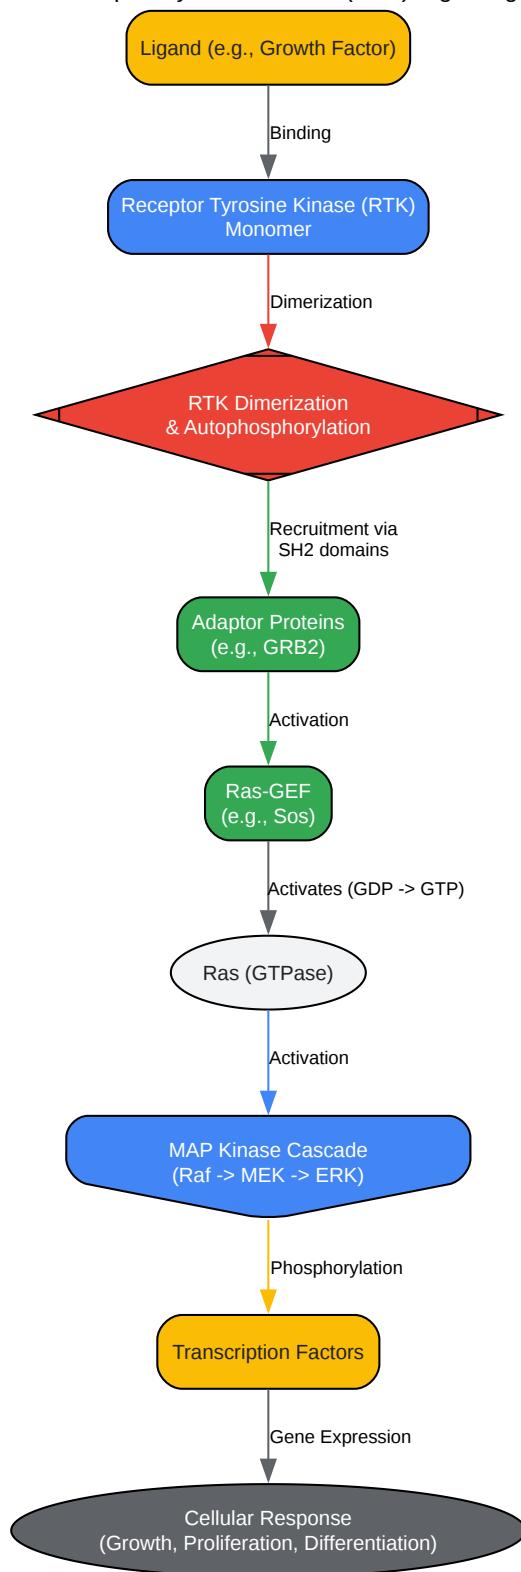 Ligand (e.g., Growth Factor)
Binding
Receptor Tyrosine Kinase (RTK)
Monomer
Dimerization
RTK Dimerization
& Autophosphorylation
Recruitment via
SH2 domains
Adaptor Proteins
(e.g., GRB2)
Activation
Ras-GEF
(e.g., Sos)
Activates (GDP -> GTP)
Ras (GTPase)
Activation
MAP Kinase Cascade
(Raf -> MEK -> ERK)
Phosphorylation
Transcription Factors
Gene Expression
Cellular Response
(Growth, Proliferation, Differentiation)